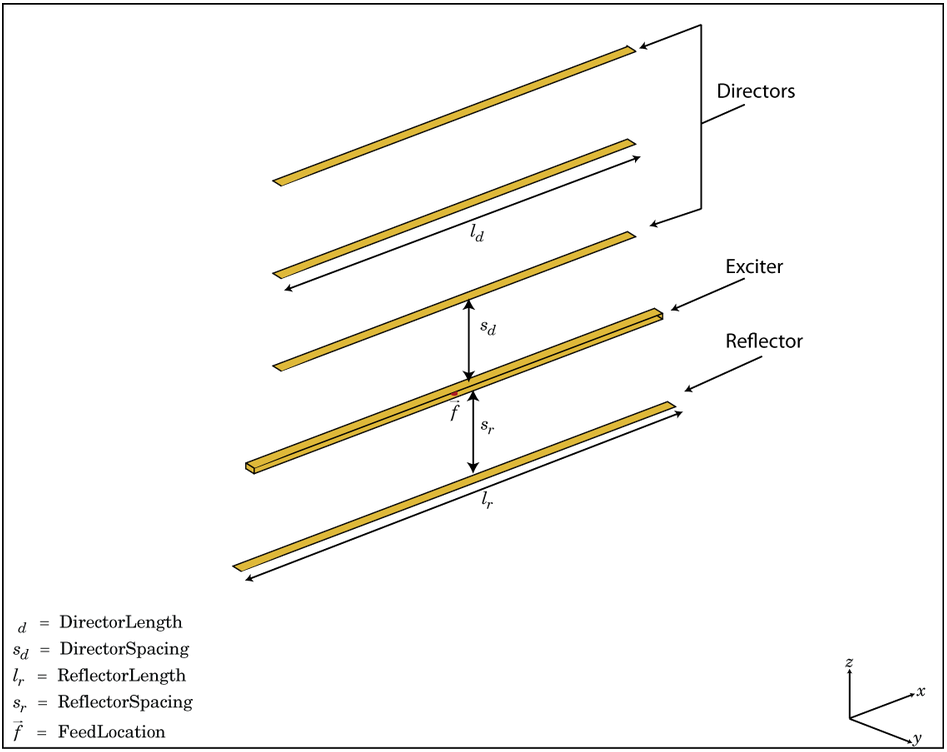 Directors
l_d
Exciter
s_d
Reflector
f⃗
s_r
l_r
d = DirectorLength
s_d = DirectorSpacing
l_r = ReflectorLength
s_r = ReflectorSpacing
f⃗ = FeedLocation
z
x
y